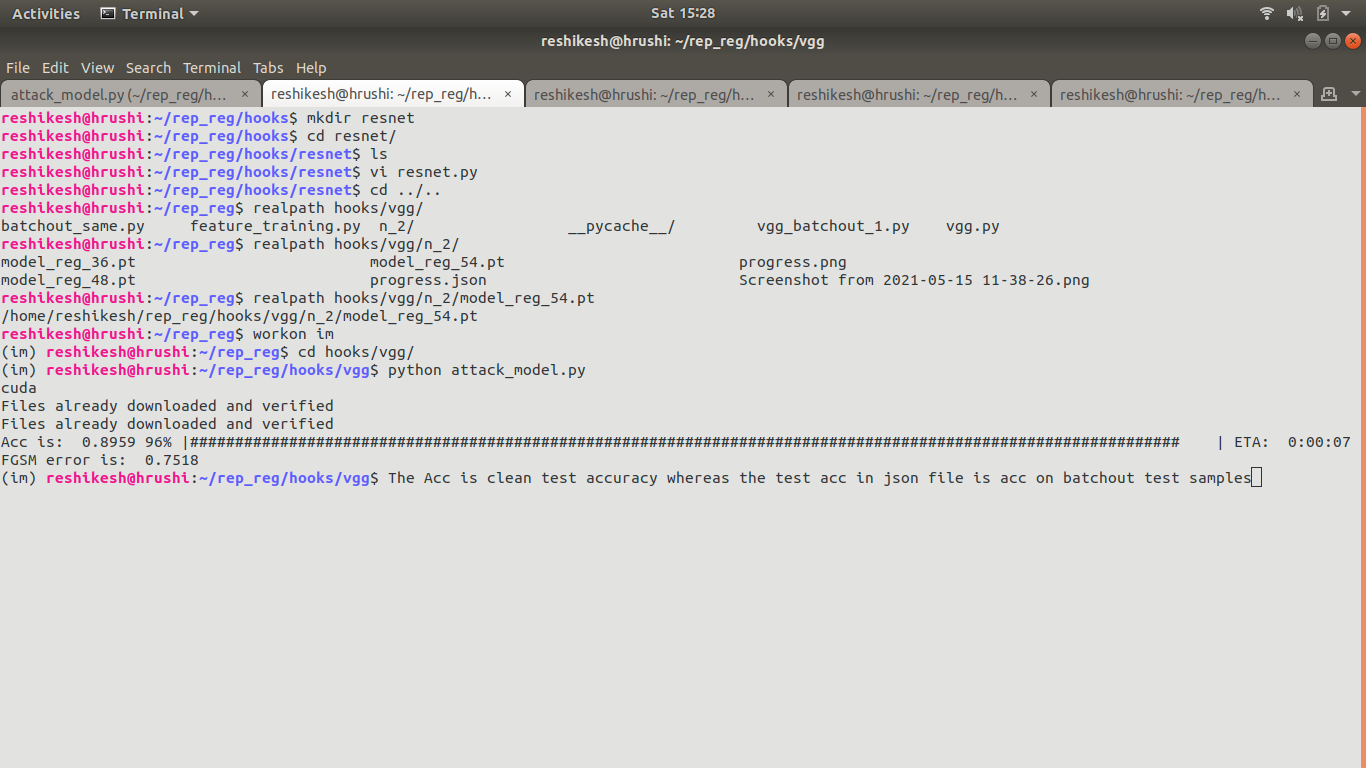 Activities Terminal Sat 15:28
reshikesh@hrushi: ~/rep_reg/hooks/vgg
File Edit View Search Terminal Tabs Help
attack_model.py (~/rep_reg/h... × reshikesh@hrushi: ~/rep_reg/h... × reshikesh@hrushi: ~/rep_reg/h... × reshikesh@hrushi: ~/rep_reg/h... × reshikesh@hrushi: ~/rep_reg/h... ×
reshikesh@hrushi:~/rep_reg/hooks$ mkdir resnet
reshikesh@hrushi:~/rep_reg/hooks$ cd resnet/
reshikesh@hrushi:~/rep_reg/hooks/resnet$ ls
reshikesh@hrushi:~/rep_reg/hooks/resnet$ vi resnet.py
reshikesh@hrushi:~/rep_reg/hooks/resnet$ cd ../..
reshikesh@hrushi:~/rep_reg$ realpath hooks/vgg/
batchout_same.py feature_training.py n_2/ __pycache__/ vgg_batchout_1.py vgg.py
reshikesh@hrushi:~/rep_reg$ realpath hooks/vgg/n_2/
model_reg_36.pt model_reg_54.pt progress.png
model_reg_48.pt progress.json Screenshot from 2021-05-15 11-38-26.png
reshikesh@hrushi:~/rep_reg$ realpath hooks/vgg/n_2/model_reg_54.pt
/home/reshikesh/rep_reg/hooks/vgg/n_2/model_reg_54.pt
reshikesh@hrushi:~/rep_reg$ workon im
(im) reshikesh@hrushi:~/rep_reg$ cd hooks/vgg/
(im) reshikesh@hrushi:~/rep_reg/hooks/vgg$ python attack_model.py
cuda
Files already downloaded and verified
Files already downloaded and verified
Acc is:  0.8959 96% |############################################################################################################## | ETA:  0:00:07
FGSM error is:  0.7518
(im) reshikesh@hrushi:~/rep_reg/hooks/vgg$ The Acc is clean test accuracy whereas the test acc in json file is acc on batchout test samples